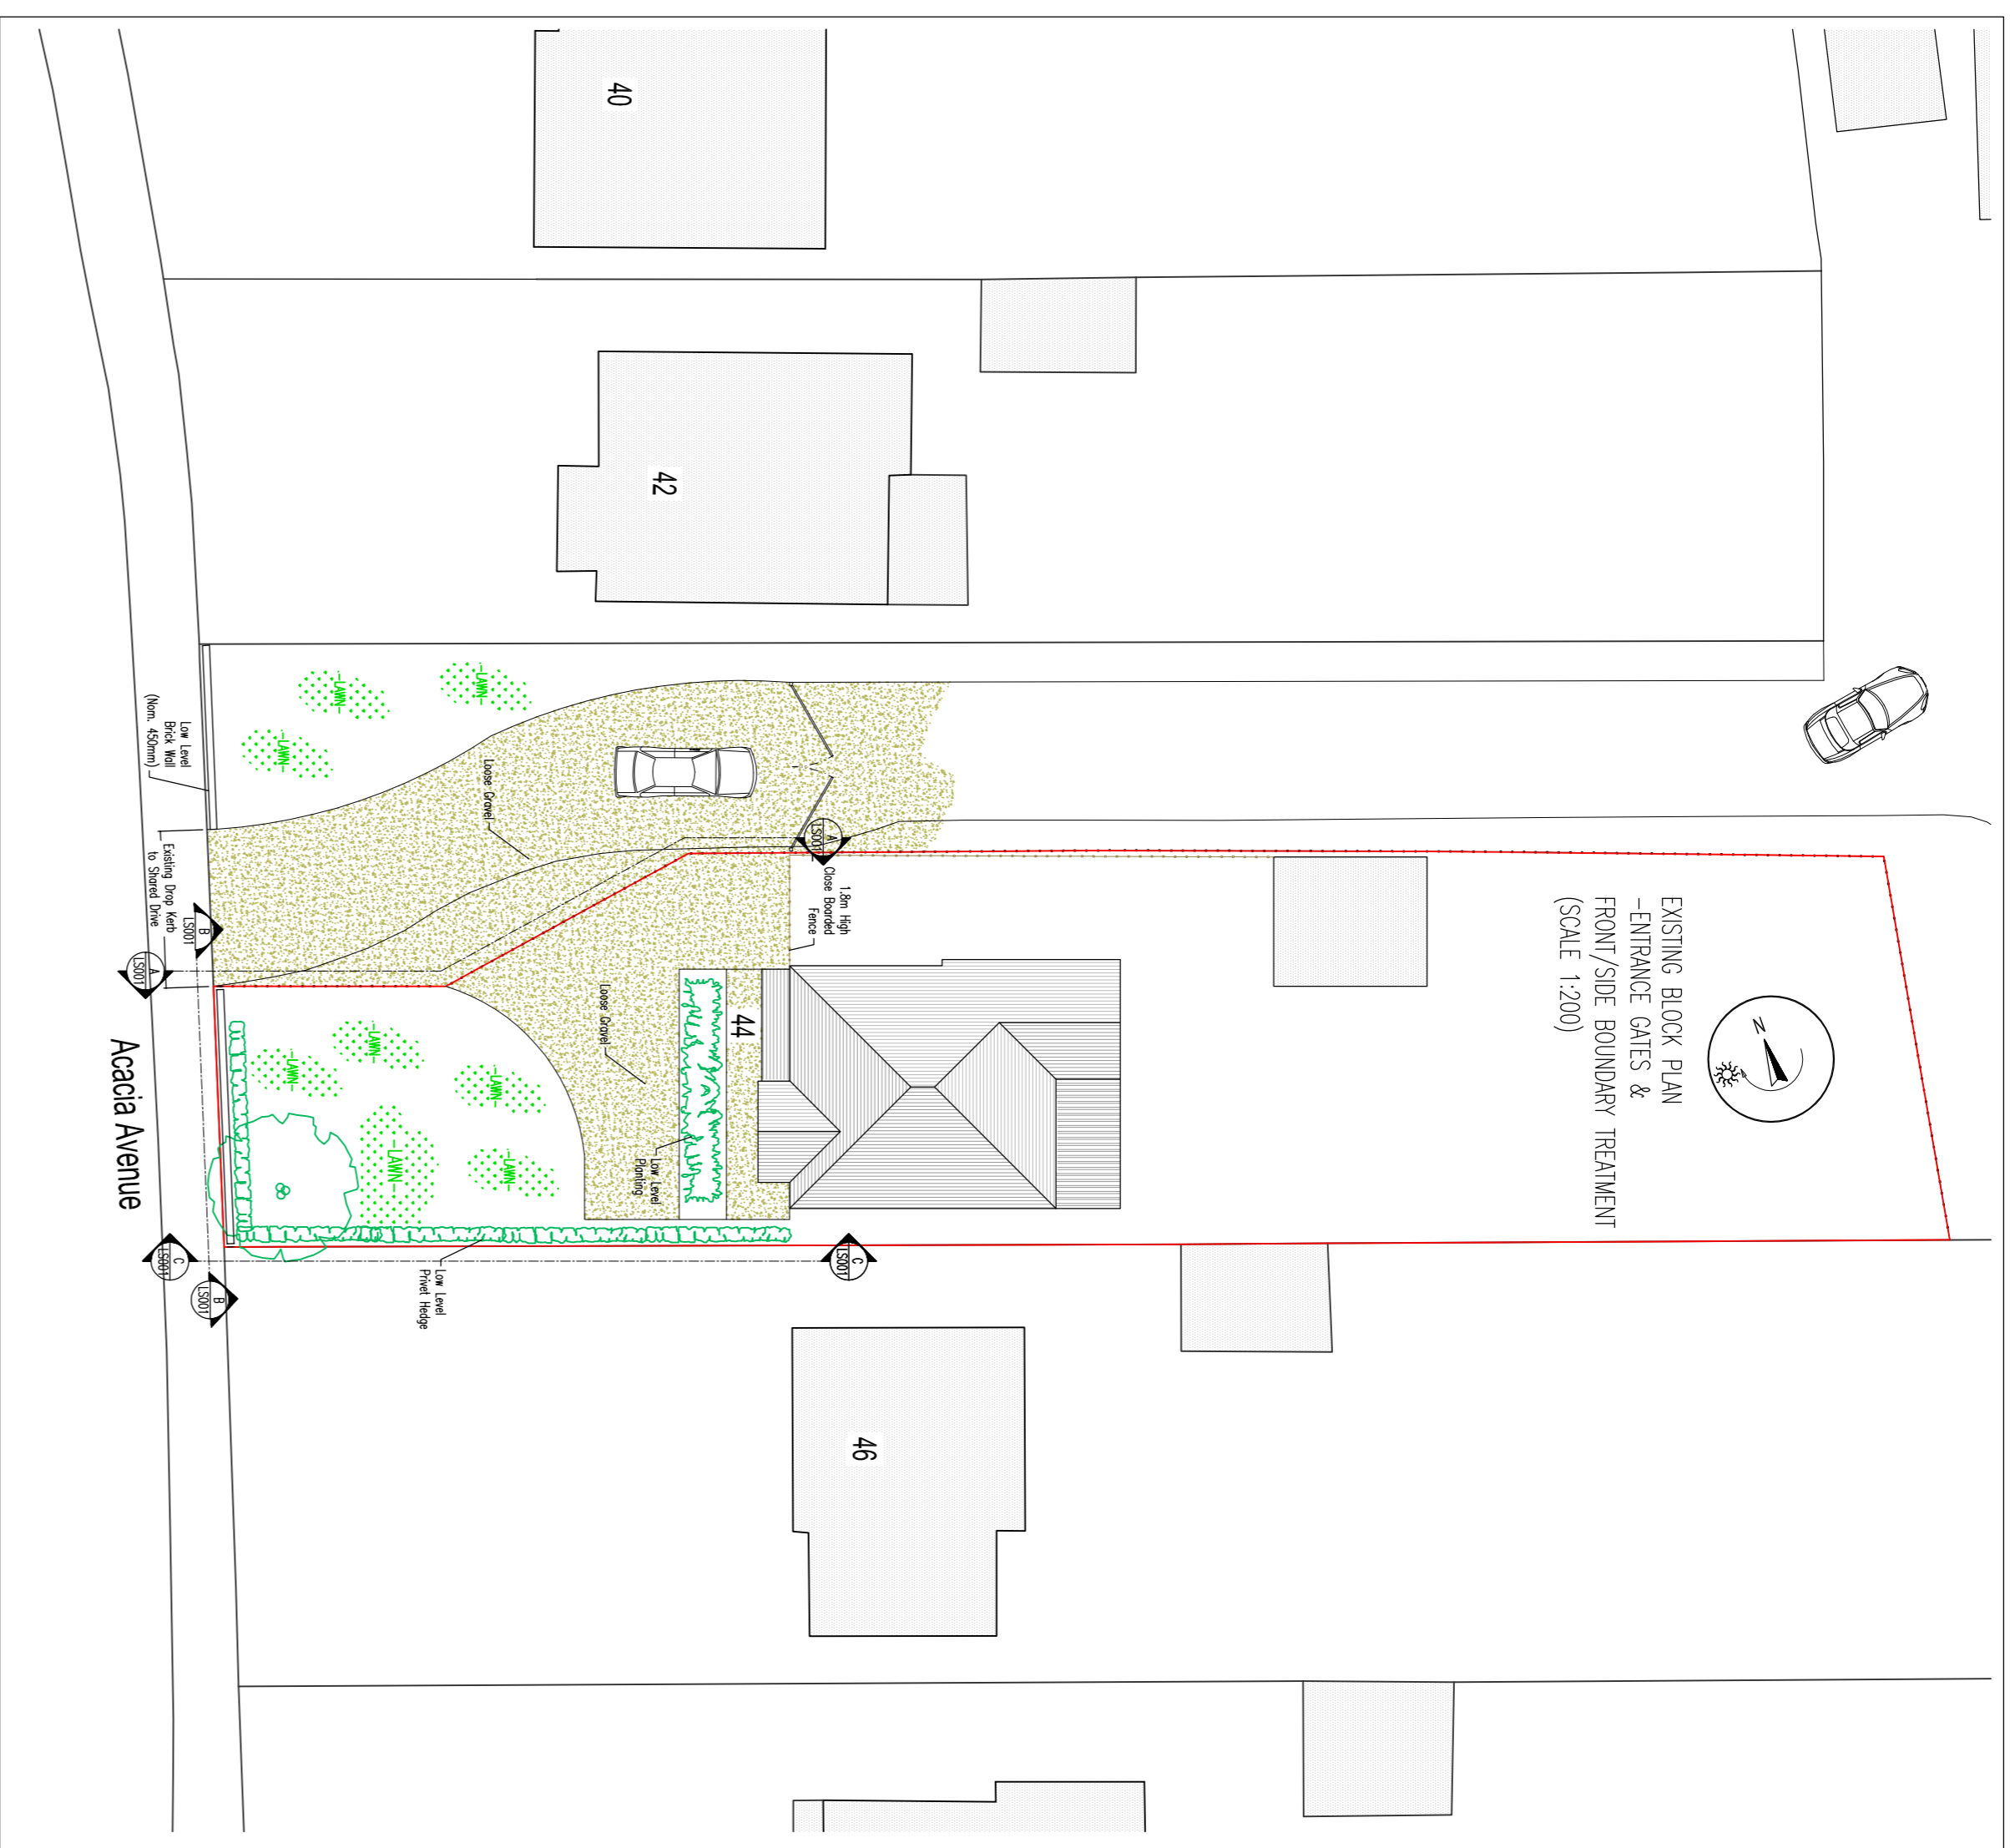 EXISTING BLOCK PLAN
-ENTRANCE GATES &
FRONT/SIDE BOUNDARY TREATMENT
(SCALE 1:200)
N
40
42
44
46
Acacia Avenue
1.8m High
Close Boarded
Fence
Loose Gravel
Loose Gravel
Low Level
Planting
Low Level
Privet Hedge
Low Level
Brick Wall
(Nom. 450mm)
Existing Drop Kerb
to Shared Drive
-LAWN-
-LAWN-
-LAWN-
-LAWN-
-LAWN-
-LAWN-
-LAWN-
-LAWN-
A
LS001
A
LS001
B
LS001
B
LS001
C
LS001
C
LS001